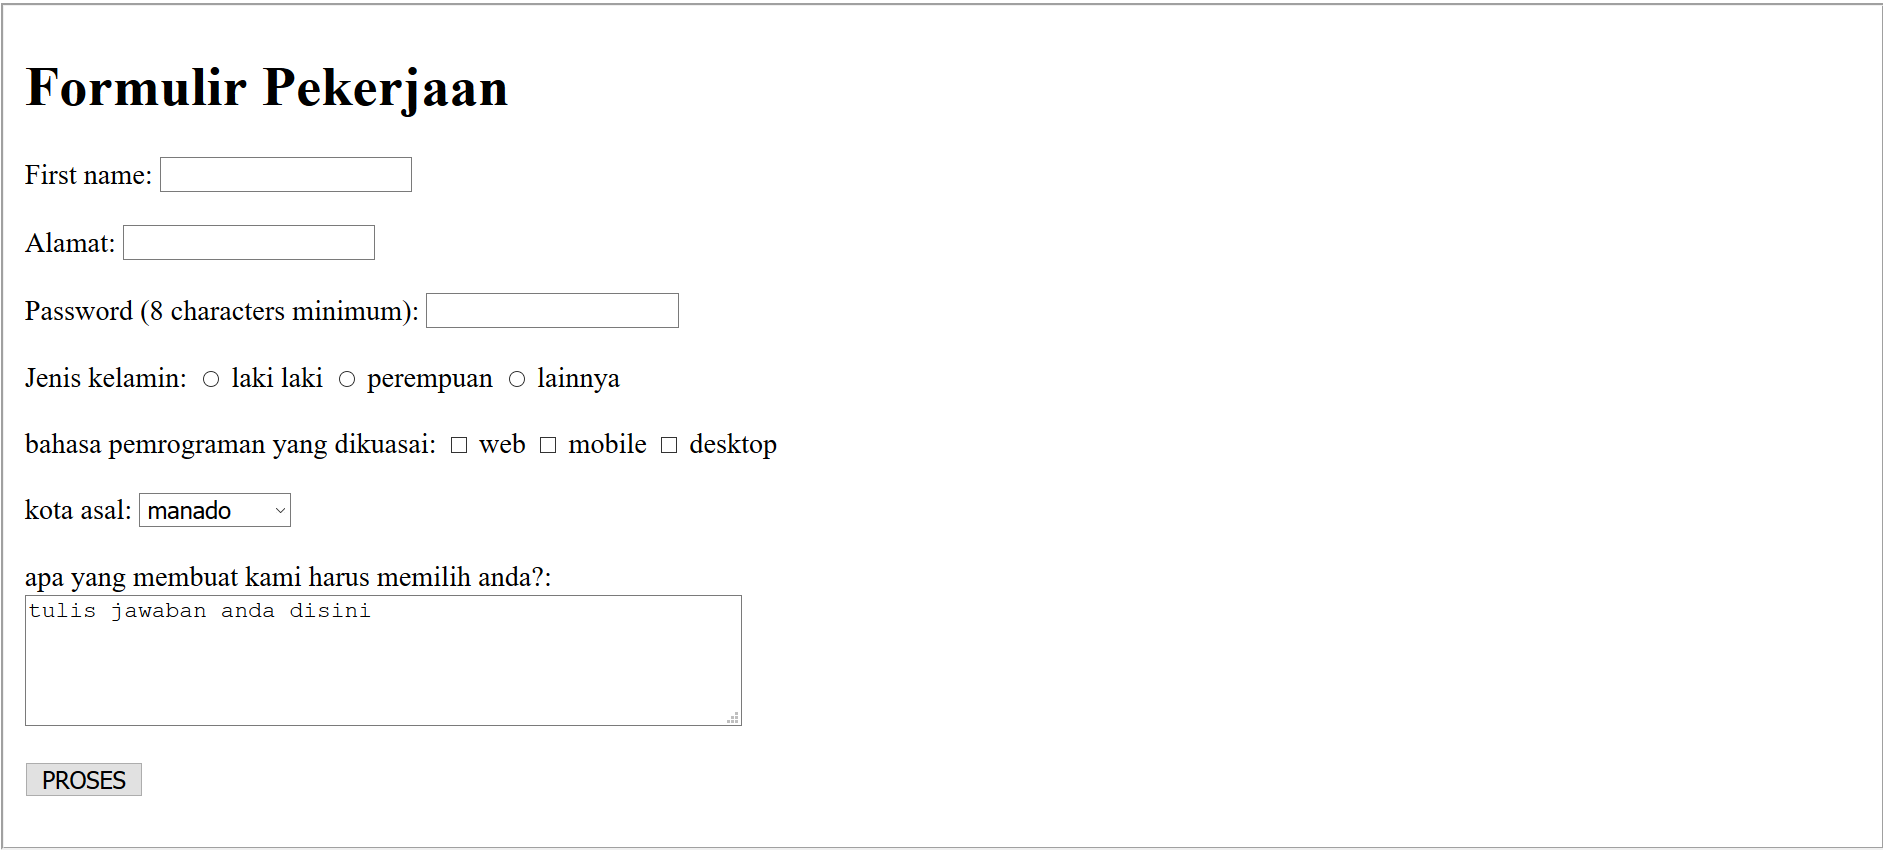 Formulir Pekerjaan
First name:
Alamat:
Password (8 characters minimum):
Jenis kelamin: laki laki perempuan lainnya
bahasa pemrograman yang dikuasai: web mobile desktop
kota asal: manado
apa yang membuat kami harus memilih anda?:
tulis jawaban anda disini
PROSES